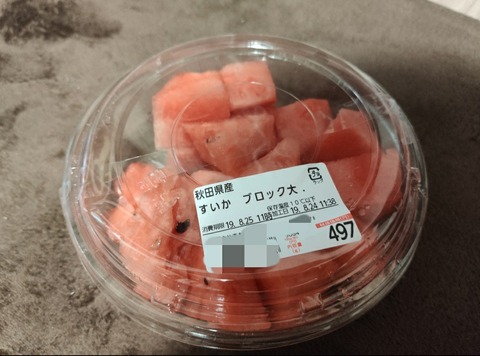 秋田県産
すいか ブロック大.
保存温度10℃以下
消費期限 19. 8.25 11時 加工日 19. 8.24 11:38
497